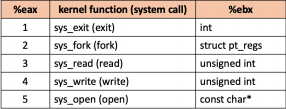 %eax kernel function (system call) %ebx
1 sys_exit (exit) int
2 sys_fork (fork) struct pt_regs
3 sys_read (read) unsigned int
4 sys_write (write) unsigned int
5 sys_open (open) const char*